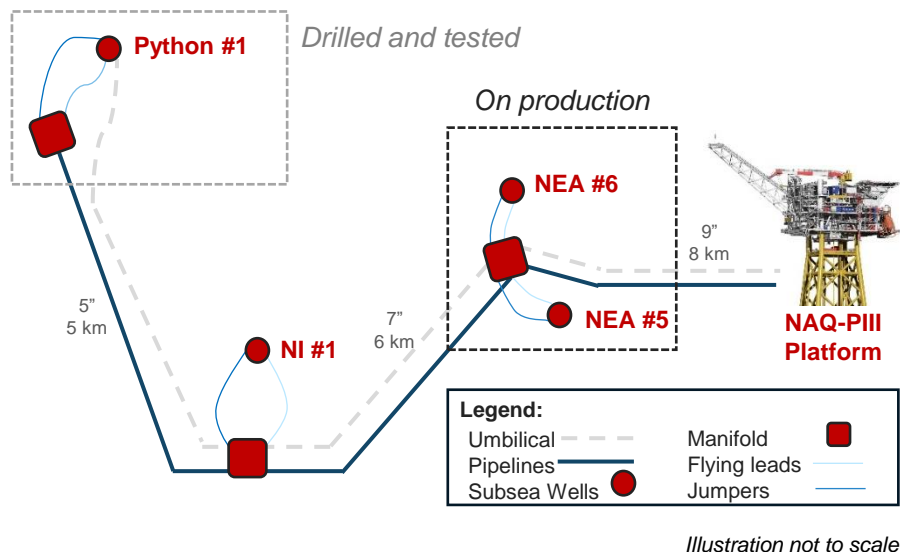 Python #1
Drilled and tested
On production
NEA #6
9”
8 km
5”
5 km
7”
6 km
NI #1
NEA #5
NAQ-PIII
Platform
Legend:
Umbilical
Manifold
Pipelines
Flying leads
Subsea Wells
Jumpers
Illustration not to scale